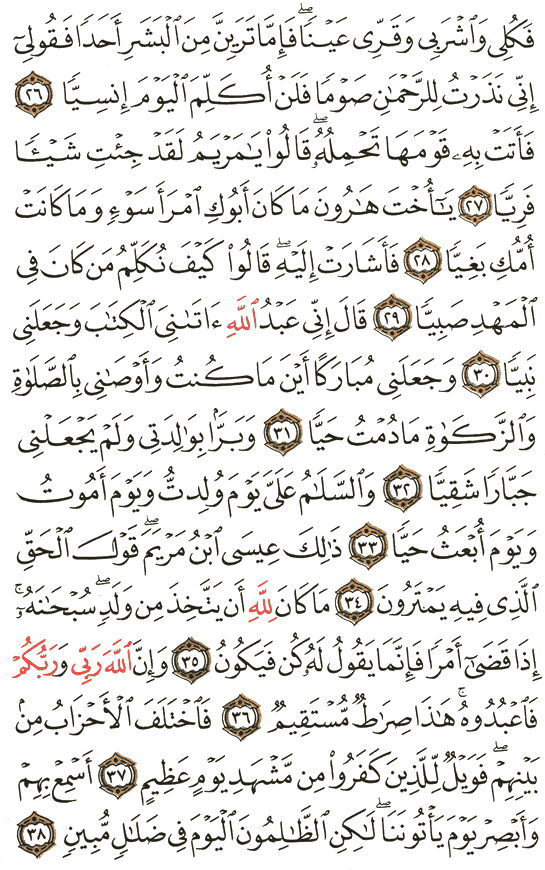 فَكُلِى وَٱشْرَبِى وَقَرِّى عَيْنًاۖ فَإِمَّا تَرَيِنَّ مِنَ ٱلْبَشَرِ أَحَدًا فَقُولِىٓ
إِنِّى نَذَرْتُ لِلرَّحْمَٰنِ صَوْمًا فَلَنْ أُكَلِّمَ ٱلْيَوْمَ إِنسِيًّا ٢٦
فَأَتَتْ بِهِۦ قَوْمَهَا تَحْمِلُهُۥۖ قَالُوا۟ يَٰمَرْيَمُ لَقَدْ جِئْتِ شَيْـًٔا
فَرِيًّا ٢٧ يَٰٓأُخْتَ هَٰرُونَ مَا كَانَ أَبُوكِ ٱمْرَأَ سَوْءٍ وَمَا كَانَتْ
أُمُّكِ بَغِيًّا ٢٨ فَأَشَارَتْ إِلَيْهِۖ قَالُوا۟ كَيْفَ نُكَلِّمُ مَن كَانَ فِى
ٱلْمَهْدِ صَبِيًّا ٢٩ قَالَ إِنِّى عَبْدُ ٱللَّهِ ءَاتَىٰنِىَ ٱلْكِتَٰبَ وَجَعَلَنِى
نَبِيًّا ٣٠ وَجَعَلَنِى مُبَارَكًا أَيْنَ مَا كُنتُ وَأَوْصَٰنِى بِٱلصَّلَوٰةِ
وَٱلزَّكَوٰةِ مَا دُمْتُ حَيًّا ٣١ وَبَرًّۢا بِوَٰلِدَتِى وَلَمْ يَجْعَلْنِى
جَبَّارًا شَقِيًّا ٣٢ وَٱلسَّلَٰمُ عَلَىَّ يَوْمَ وُلِدتُّ وَيَوْمَ أَمُوتُ
وَيَوْمَ أُبْعَثُ حَيًّا ٣٣ ذَٰلِكَ عِيسَى ٱبْنُ مَرْيَمَۖ قَوْلَ ٱلْحَقِّ
ٱلَّذِى فِيهِ يَمْتَرُونَ ٣٤ مَا كَانَ لِلَّهِ أَن يَتَّخِذَ مِن وَلَدٍۖ سُبْحَٰنَهُۥٓۚ
إِذَا قَضَىٰٓ أَمْرًا فَإِنَّمَا يَقُولُ لَهُۥ كُن فَيَكُونُ ٣٥ وَإِنَّ ٱللَّهَ رَبِّى وَرَبُّكُمْ
فَٱعْبُدُوهُۚ هَٰذَا صِرَٰطٌ مُّسْتَقِيمٌ ٣٦ فَٱخْتَلَفَ ٱلْأَحْزَابُ مِنۢ
بَيْنِهِمْۖ فَوَيْلٌ لِّلَّذِينَ كَفَرُوا۟ مِن مَّشْهَدِ يَوْمٍ عَظِيمٍ ٣٧ أَسْمِعْ بِهِمْ
وَأَبْصِرْ يَوْمَ يَأْتُونَنَاۖ لَٰكِنِ ٱلظَّٰلِمُونَ ٱلْيَوْمَ فِى ضَلَٰلٍ مُّبِينٍ ٣٨